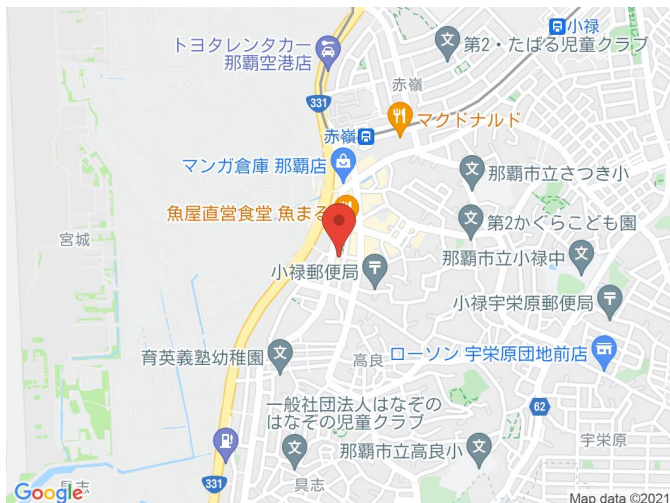 小禄
第2・たばる児童クラブ
トヨタレンタカー
那覇空港店
赤嶺
331
マクドナルド
赤嶺
マンガ倉庫 那覇店
那覇市立さつき小
魚屋直営食堂 魚まる
第2かぐらこども園
宮城
那覇市立小禄中
小禄郵便局
小禄宇栄原郵便局
育英義塾幼稚園
高良
ローソン 宇栄原団地前店
一般社団法人はなぞの
はなぞの児童クラブ
62
那覇市立高良小
宇栄原
331
具志
具志
Google
Map data ©2021